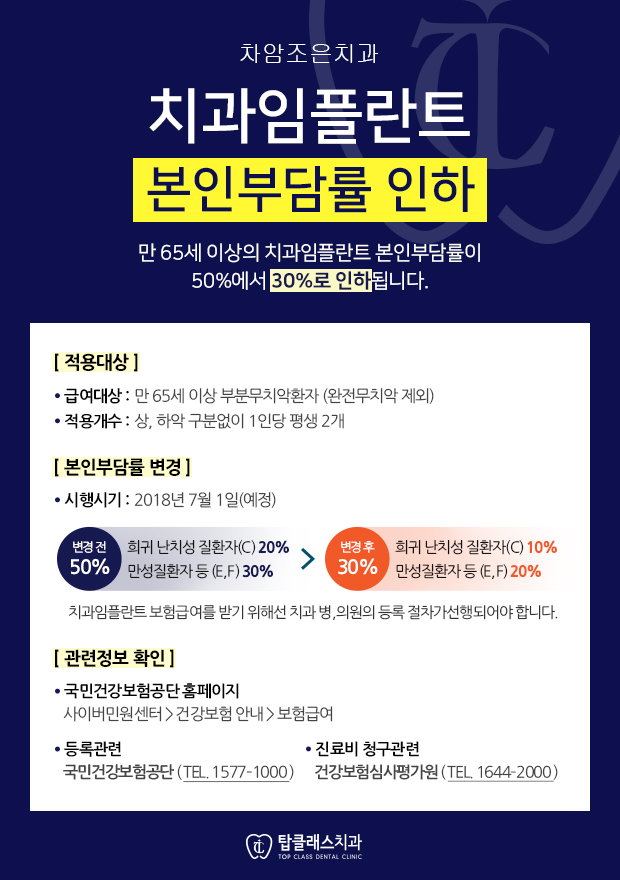 차암조은치과
치과임플란트
본인부담률 인하
만 65세 이상의 치과임플란트 본인부담률이
50%에서 30%로 인하됩니다.
[ 적용대상 ]
• 급여대상 : 만 65세 이상 부분무치악환자 (완전무치악 제외)
• 적용개수 : 상, 하악 구분없이 1인당 평생 2개
[ 본인부담률 변경 ]
• 시행시기 : 2018년 7월 1일(예정)
변경 전
50%
희귀 난치성 질환자(C) 20%
만성질환자 등 (E,F) 30%
>
변경 후
30%
희귀 난치성 질환자(C) 10%
만성질환자 등 (E,F) 20%
치과임플란트 보험급여를 받기 위해선 치과 병,의원의 등록 절차가선행되어야 합니다.
[ 관련정보 확인 ]
• 국민건강보험공단 홈페이지
사이버민원센터 > 건강보험 안내 > 보험급여
• 등록관련
국민건강보험공단 ( TEL. 1577-1000 )
• 진료비 청구관련
건강보험심사평가원 ( TEL. 1644-2000 )
탑클래스치과
TOP CLASS DENTAL CLINIC